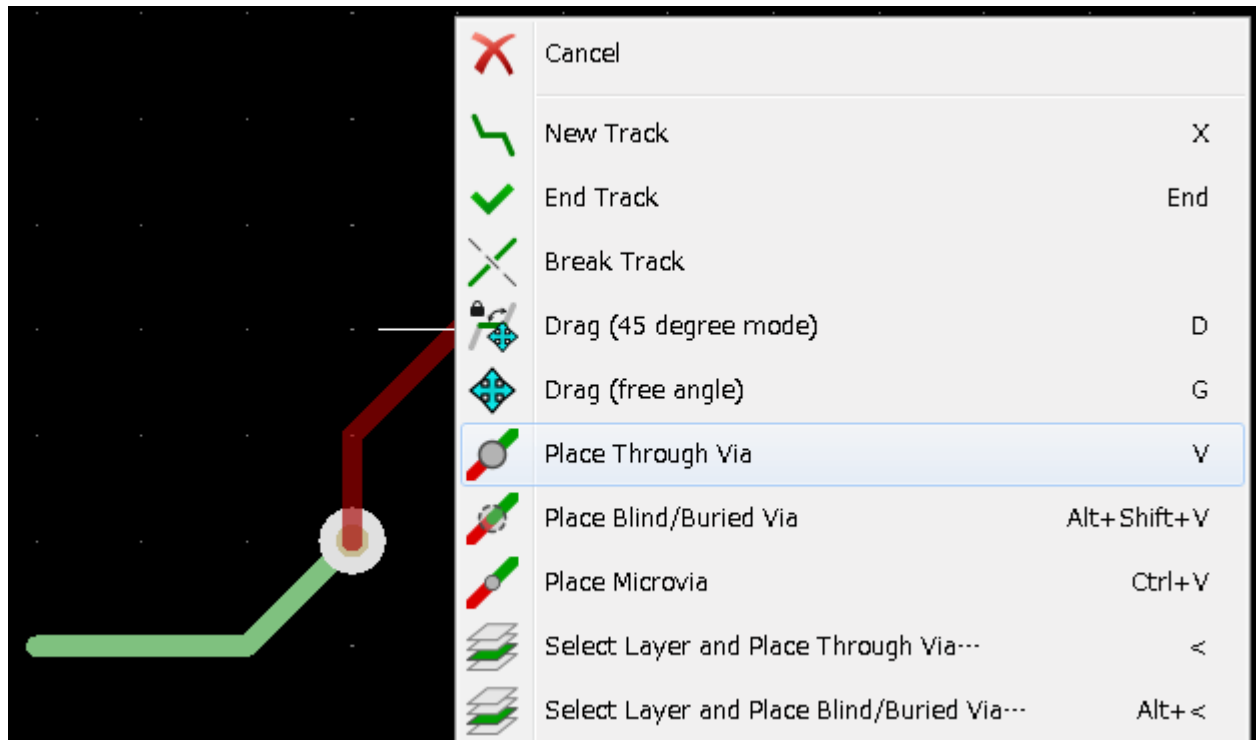 Cancel
New Track X
End Track End
Break Track
Drag (45 degree mode) D
Drag (free angle) G
Place Through Via V
Place Blind/Buried Via Alt+Shift+V
Place Microvia Ctrl+V
Select Layer and Place Through Via··· <
Select Layer and Place Blind/Buried Via··· Alt+<